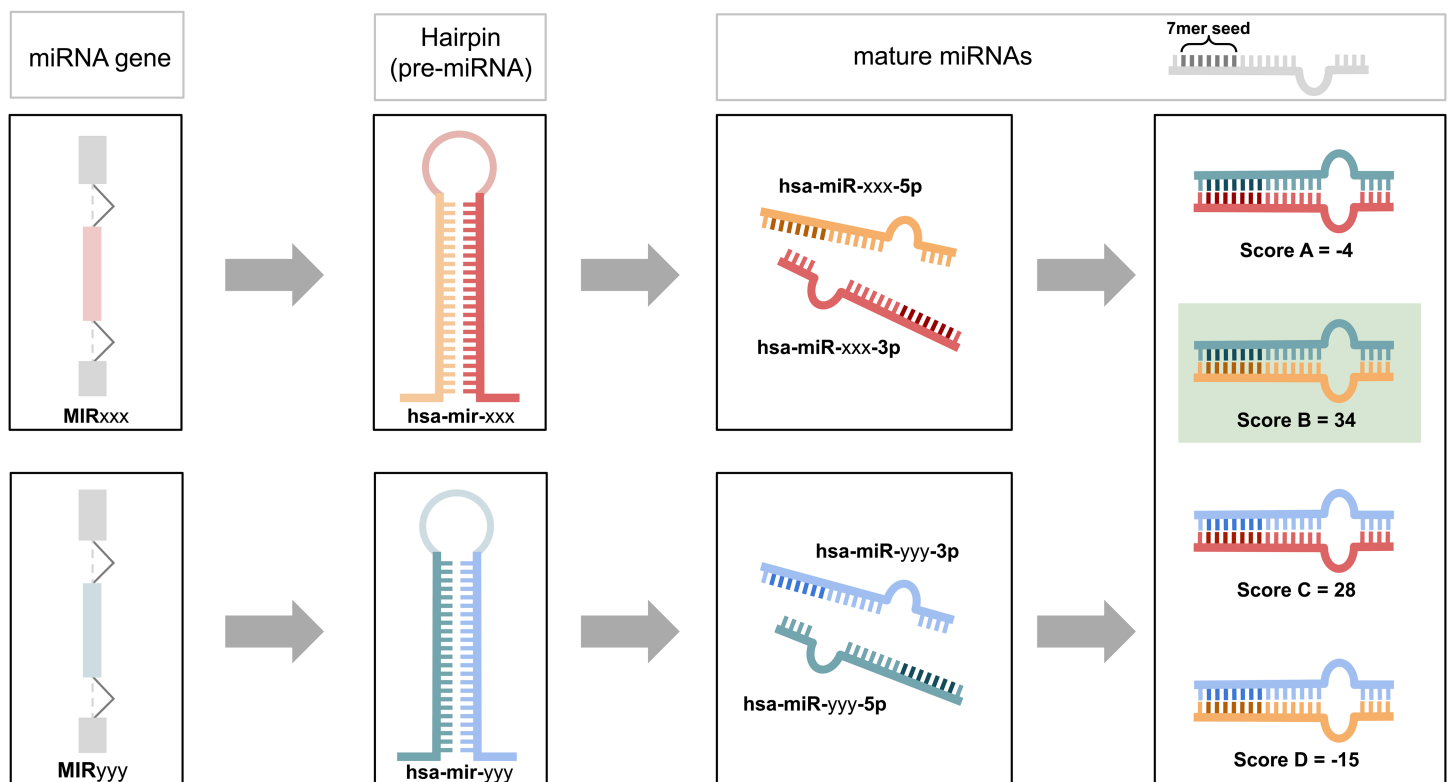 miRNA gene
Hairpin
(pre-miRNA)
mature miRNAs
7mer seed
MIRxxx
hsa-mir-xxx
hsa-miR-xxx-5p
hsa-miR-xxx-3p
Score A = -4
Score B = 34
MIRyyy
hsa-mir-yyy
hsa-miR-yyy-3p
hsa-miR-yyy-5p
Score C = 28
Score D = -15